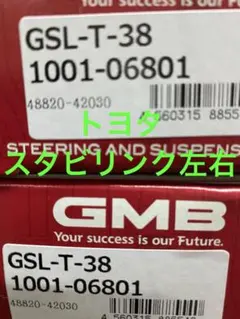 Your success is our Future.
GSL-T-38
1001-06801
48820-42030
トヨタ
STEERING AND SUSPENS
スタビリンク左右
GMB
Your success is our Future.
GSL-T-38
1001-06801
48820-42030